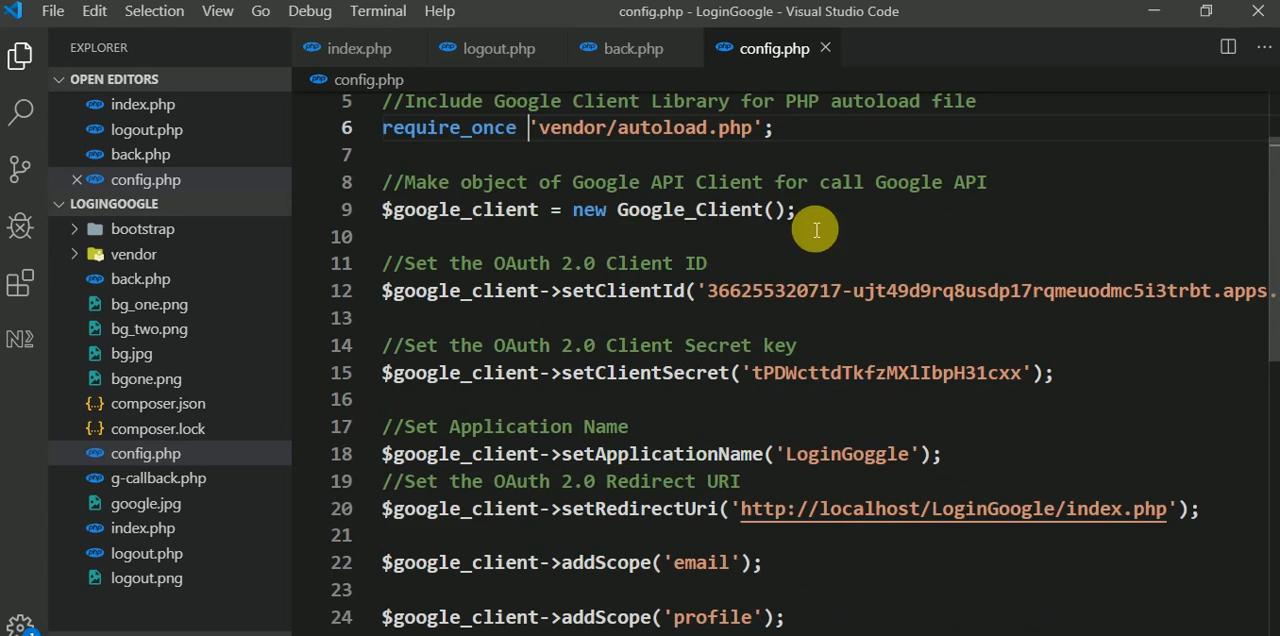 File Edit Selection View Go Debug Terminal Help config.php - LoginGoogle - Visual Studio Code
EXPLORER
index.php logout.php back.php config.php
OPEN EDITORS
index.php
logout.php
back.php
config.php
LOGINGOOGLE
bootstrap
vendor
back.php
bg_one.png
bg_two.png
bg.jpg
bgone.png
composer.json
composer.lock
config.php
g-callback.php
google.jpg
index.php
logout.php
logout.png
config.php
5 //Include Google Client Library for PHP autoload file
6 require_once 'vendor/autoload.php';
7
8 //Make object of Google API Client for call Google API
9 $google_client = new Google_Client();
10
11 //Set the OAuth 2.0 Client ID
12 $google_client->setClientId('366255320717-ujt49d9rq8usdp17rqmeuodmc5i3trbt.apps.
13
14 //Set the OAuth 2.0 Client Secret key
15 $google_client->setClientSecret('tPDWcttdTkfzMXlIbpH31cxx');
16
17 //Set Application Name
18 $google_client->setApplicationName('LoginGoggle');
19 //Set the OAuth 2.0 Redirect URI
20 $google_client->setRedirectUri('http://localhost/LoginGoogle/index.php');
21
22 $google_client->addScope('email');
23
24 $google_client->addScope('profile');